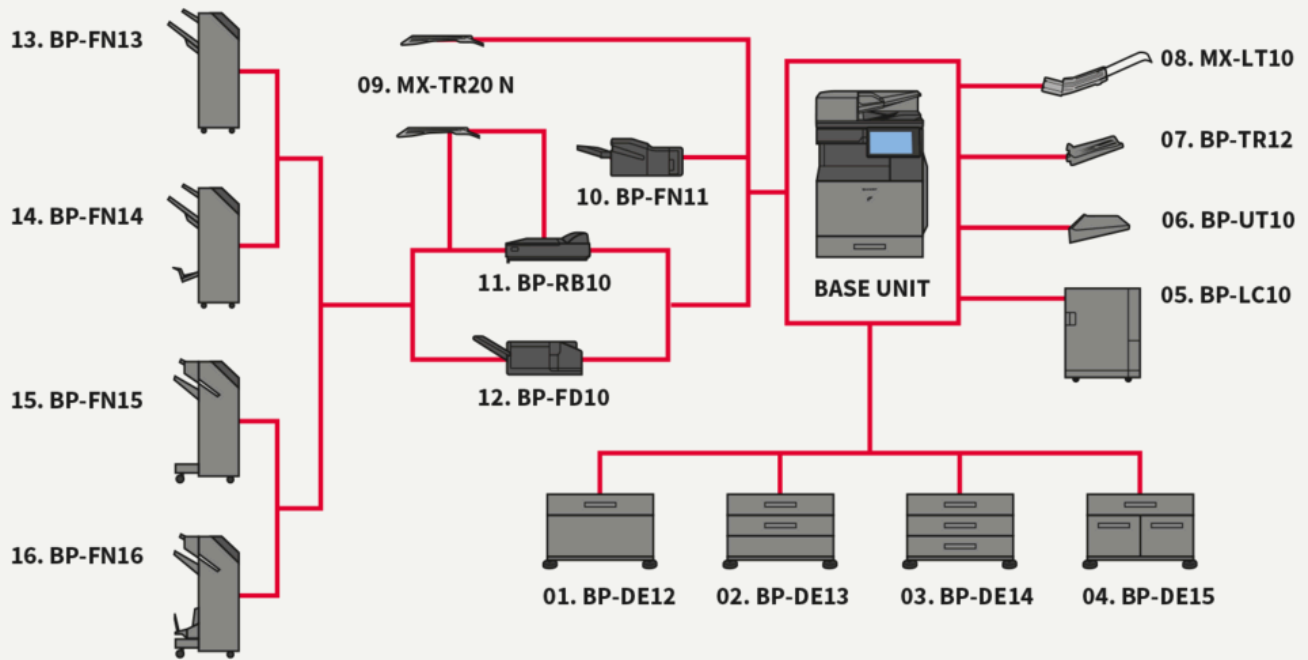 13. BP-FN13
14. BP-FN14
15. BP-FN15
16. BP-FN16
09. MX-TR20 N
10. BP-FN11
11. BP-RB10
12. BP-FD10
BASE UNIT
08. MX-LT10
07. BP-TR12
06. BP-UT10
05. BP-LC10
01. BP-DE12
02. BP-DE13
03. BP-DE14
04. BP-DE15